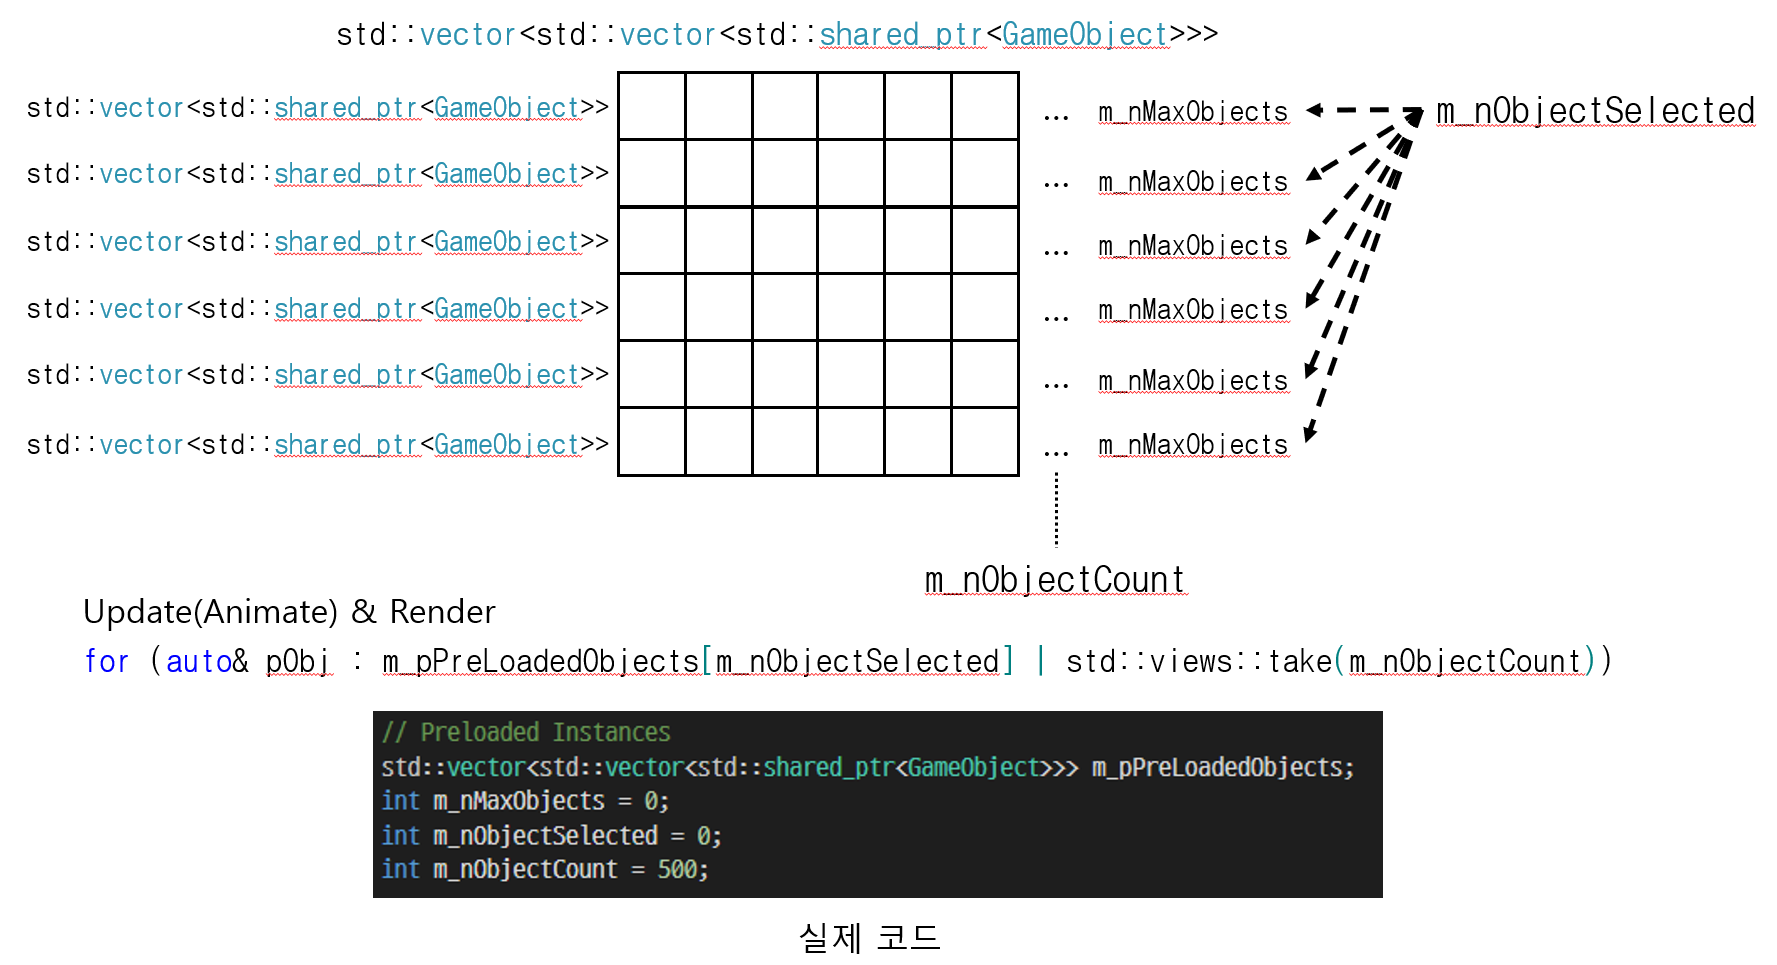 std::vector<std::vector<std::shared_ptr<GameObject>>>
std::vector<std::shared_ptr<GameObject>> ... m_nMaxObjects m_nObjectSelected
std::vector<std::shared_ptr<GameObject>> ... m_nMaxObjects
std::vector<std::shared_ptr<GameObject>> ... m_nMaxObjects
std::vector<std::shared_ptr<GameObject>> ... m_nMaxObjects
std::vector<std::shared_ptr<GameObject>> ... m_nMaxObjects
std::vector<std::shared_ptr<GameObject>> ... m_nMaxObjects
m_nObjectCount
Update(Animate) & Render
for (auto& pObj : m_pPreLoadedObjects[m_nObjectSelected] | std::views::take(m_nObjectCount))
// Preloaded Instances
std::vector<std::vector<std::shared_ptr<GameObject>>> m_pPreLoadedObjects;
int m_nMaxObjects = 0;
int m_nObjectSelected = 0;
int m_nObjectCount = 500;
실제 코드